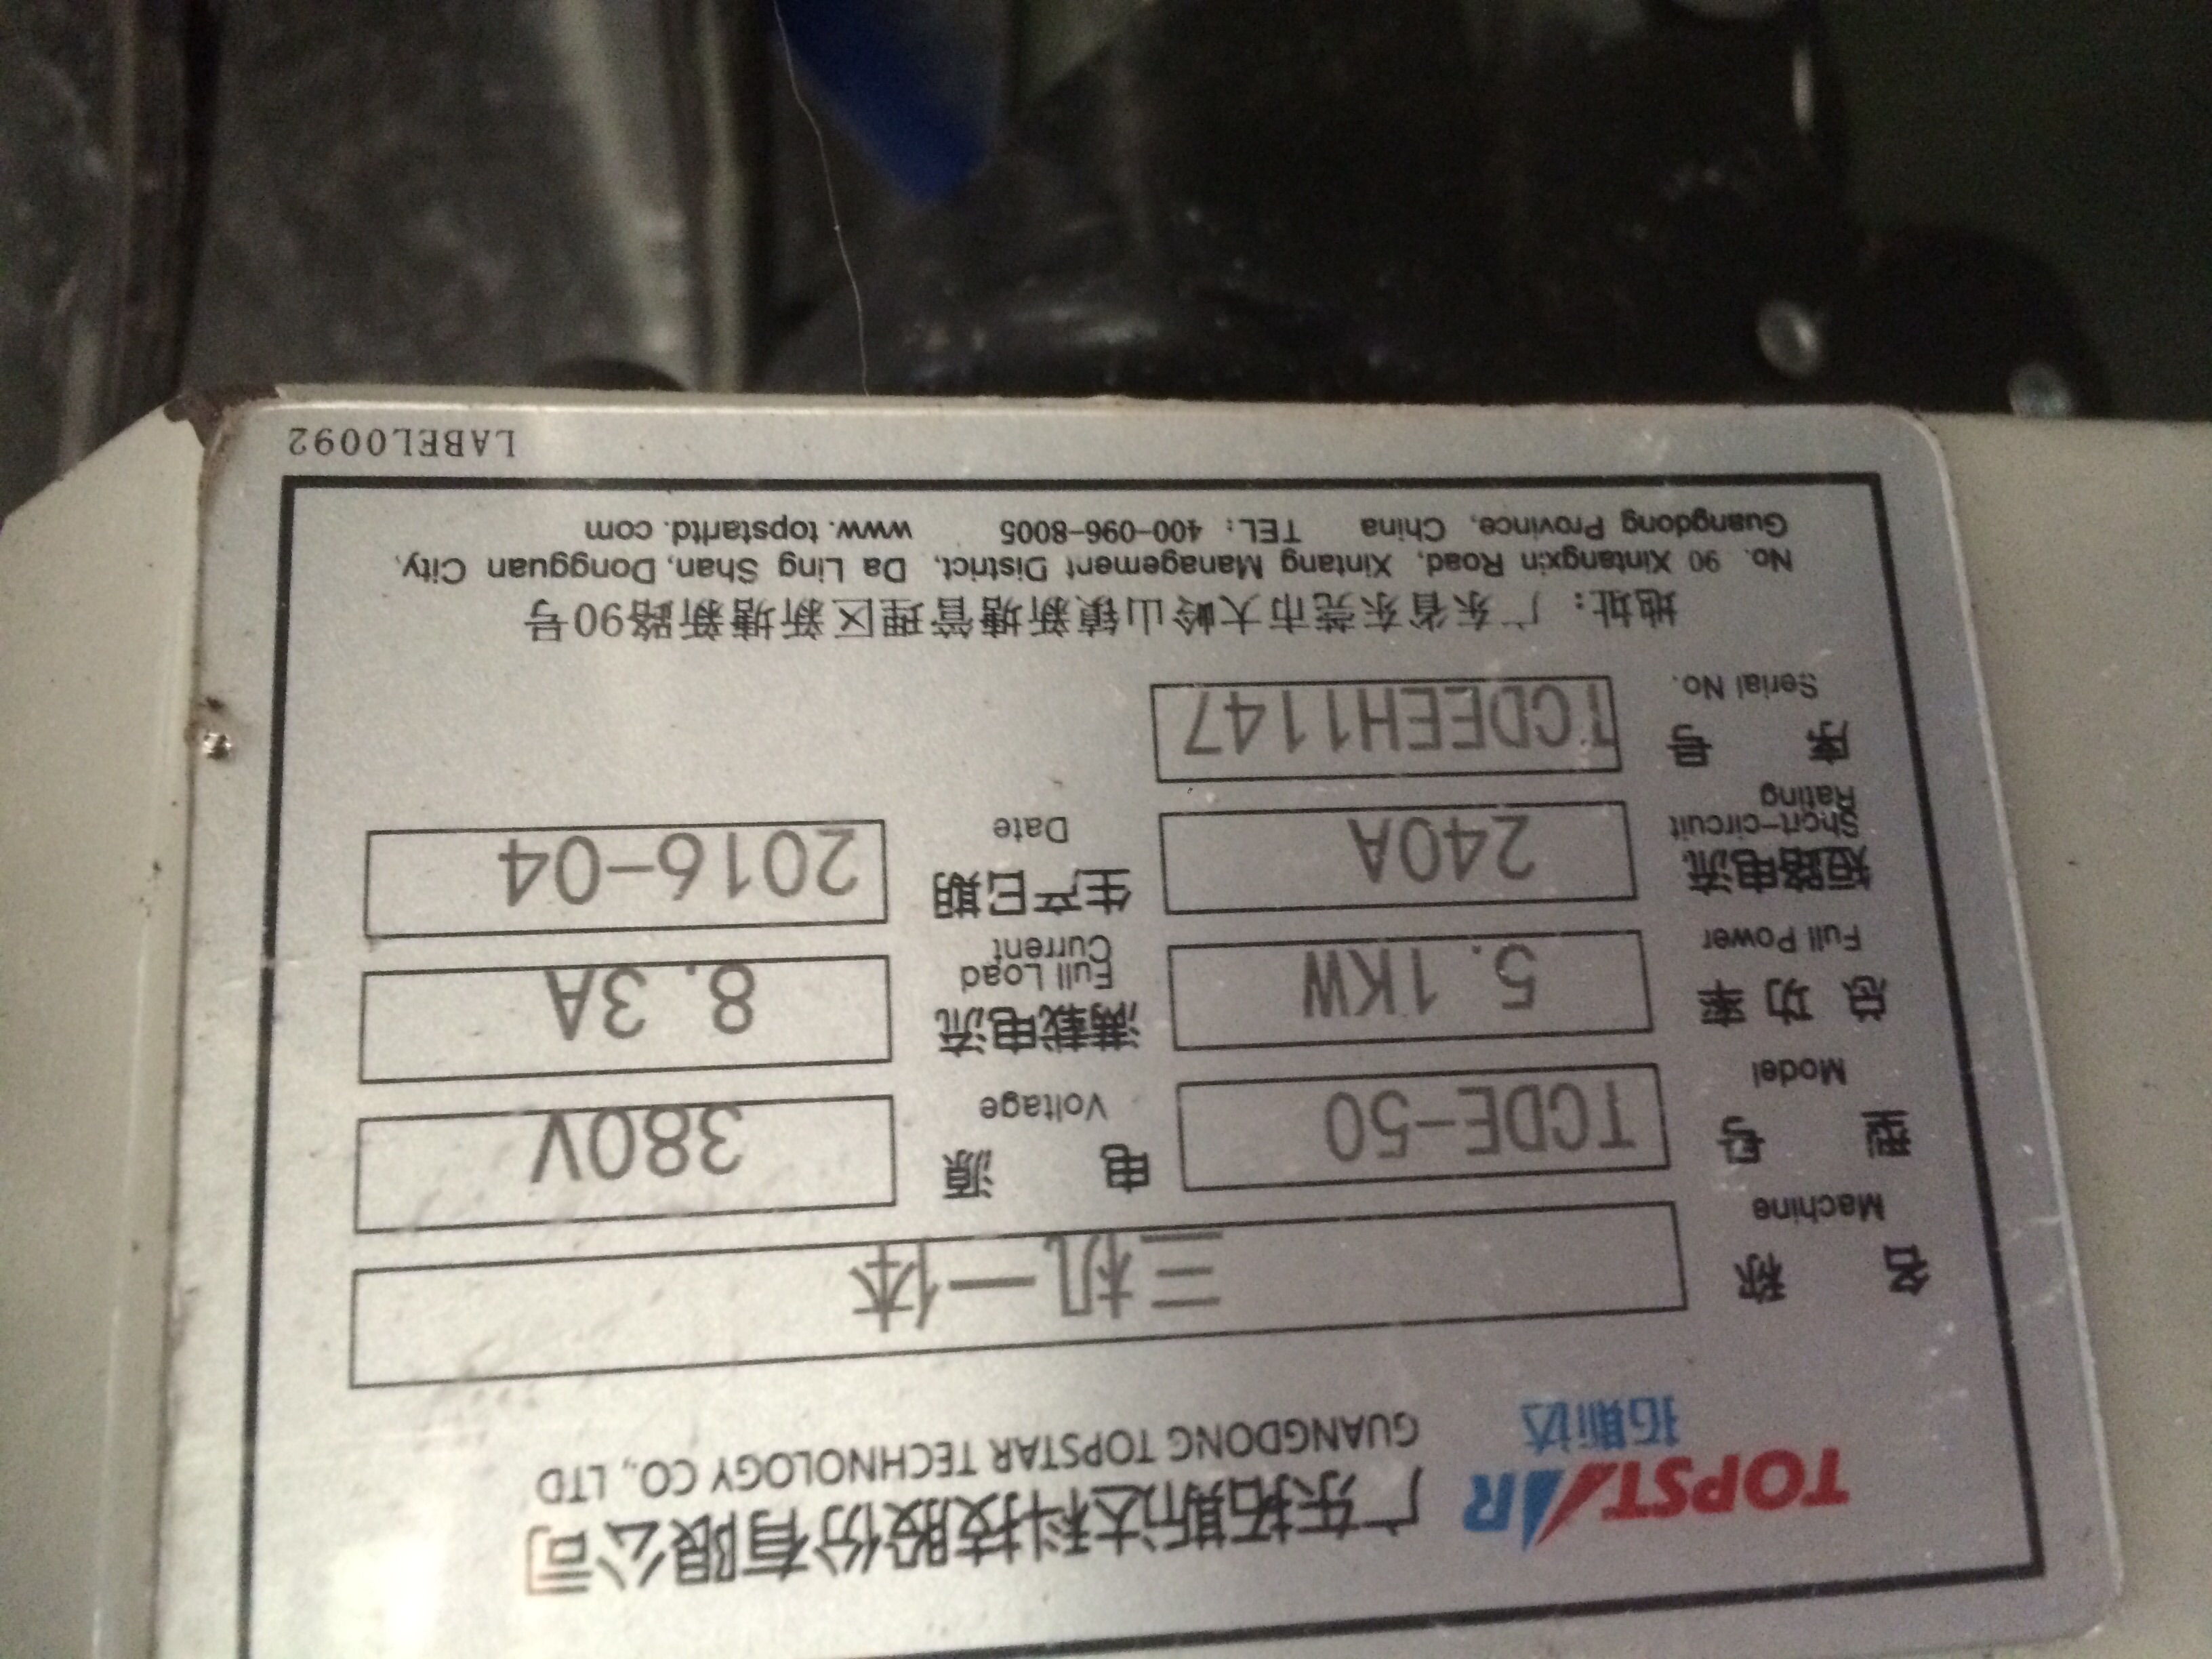 TOPSTAR
拓斯达
广东拓斯达科技股份有限公司
GUANGDONG TOPSTAR TECHNOLOGY CO., LTD
名 称 三机一体
Machine
型 号 TCDE-50 电 源 380V
Model Voltage
总 功 率 5.1KW 满载电流 8.3A
Full Power Full Load
Current
短路电流 240A 生产日期 2016-04
Short-circuit Date
Rating
序 号 TCDEEH1147
Serial No.
地址: 广东省东莞市大岭山镇新塘管理区新塘新路90号
No. 90 Xintangxin Road, Xintang Management District, Da Ling Shan, Dongguan City,
Guangdong Province, China TEL: 400-096-8005 www.topstarltd.com
LABEL0092